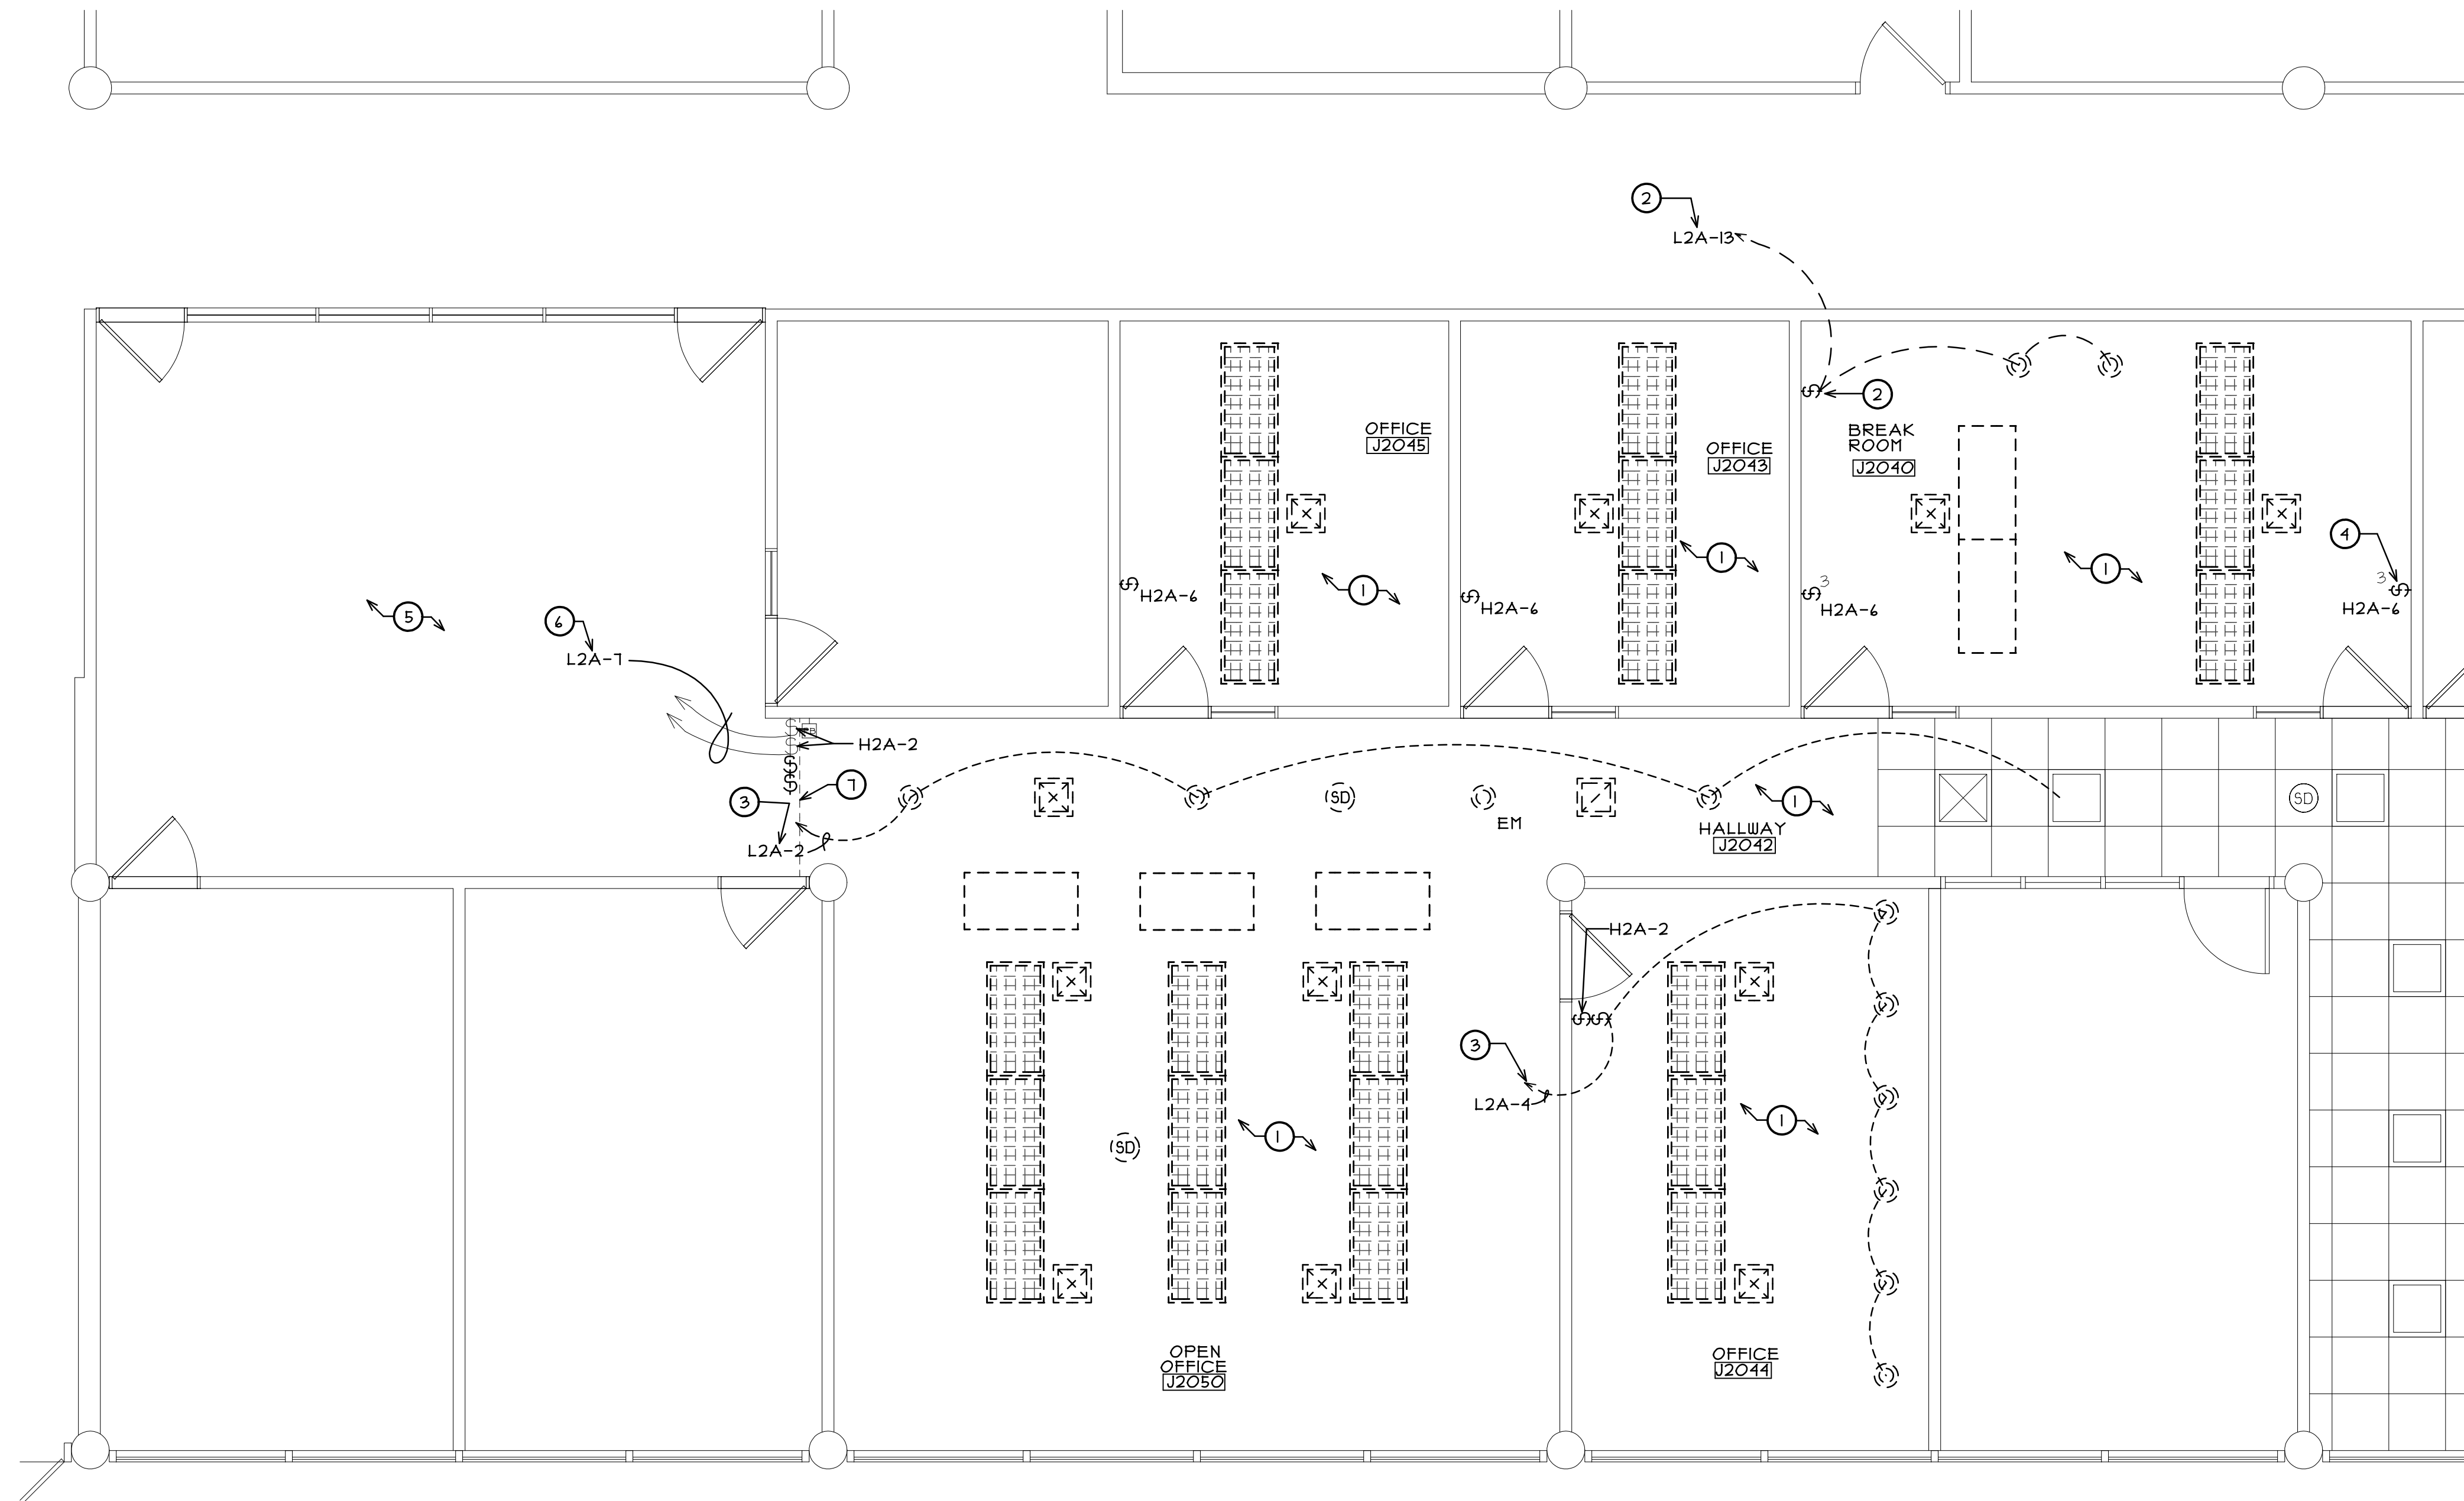 2
L2A-13
2
OFFICE
J2045
OFFICE
J2043
BREAK
ROOM
J2040
4
1
1
1
3
3
$
$
$
$
$
H2A-6
H2A-6
H2A-6
H2A-6
5
6
L2A-7
$
$
$
$
H2A-2
7
3
L2A-2
SD
EM
1
HALLWAY
J2042
SD
H2A-2
$$
3
L2A-4
SD
1
1
OPEN
OFFICE
J2050
OFFICE
J2044